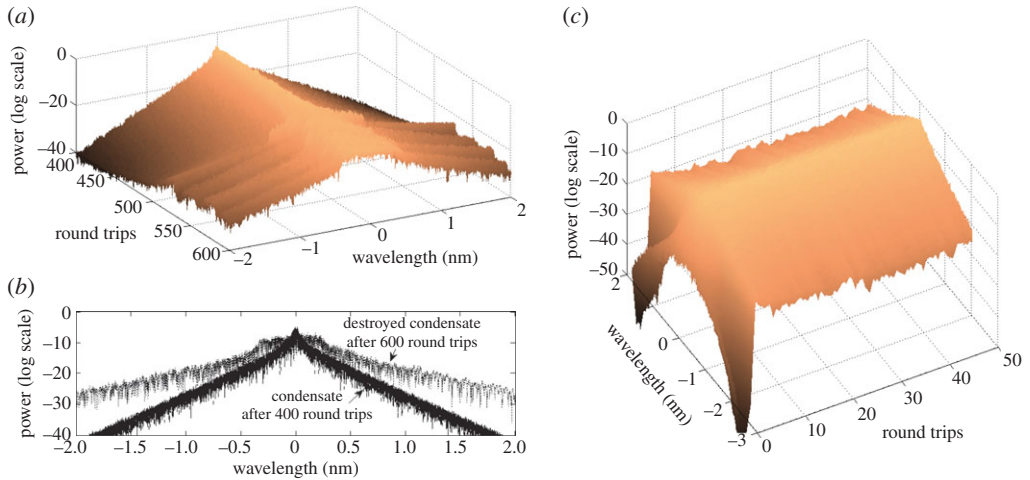 (a)
0
−20
−40
power (log scale)
400
450
500
550
600
round trips
−2
−1
0
1
2
wavelength (nm)
(b)
0
−10
−20
−30
−40
power (log scale)
destroyed condensate
after 600 round trips
condensate
after 400 round trips
−2.0 −1.5 −1.0 −0.5 0 0.5 1.0 1.5 2.0
wavelength (nm)
(c)
0
−10
−20
−30
−40
−50
power (log scale)
2
0
−1
−2
−3
wavelength (nm)
0
10
20
30
40
50
round trips